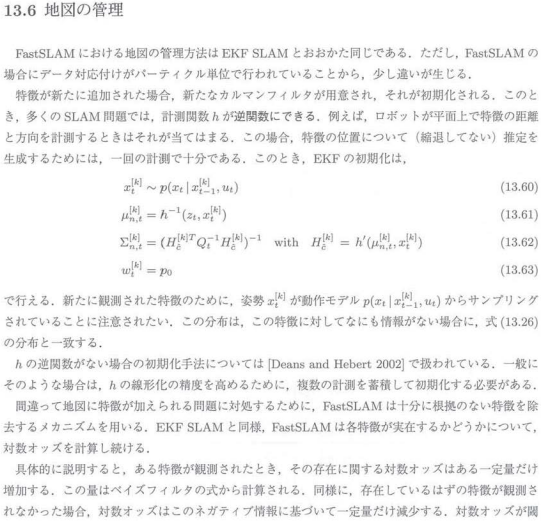 13.6 地図の管理
FastSLAM における地図の管理方法は EKF SLAM とおおかた同じである．ただし，FastSLAM の
場合にデータ対応付けがパーティクル単位で行われていることから，少し違いが生じる．
特徴が新たに追加された場合，新たなカルマンフィルタが用意され，それが初期化される．このと
き，多くの SLAM 問題では，計測関数 h が逆関数にできる．例えば，ロボットが平面上で特徴の距離
と方向を計測するときはそれが当てはまる．この場合，特徴の位置について（縮退してない）推定を
生成するためには，一回の計測で十分である．このとき，EKF の初期化は，
x_t^{[k]} ∼ p(x_t | x_{t-1}^{[k]}, u_t) (13.60)
μ_{n,t}^{[k]} = h^{-1}(z_t, x_t^{[k]}) (13.61)
Σ_{n,t}^{[k]} = (H_ĉ^{[k]T} Q_t^{-1} H_ĉ^{[k]})^{-1} with H_ĉ^{[k]} = h′(μ_{n,t}^{[k]}, x_t^{[k]}) (13.62)
w_t^{[k]} = p_0 (13.63)
で行える．新たに観測された特徴のために，姿勢 x_t^{[k]} が動作モデル p(x_t | x_{t-1}^{[k]}, u_t) からサンプリング
されていることに注意されたい．この分布は，この特徴に対してなにも情報がない場合に，式 (13.26)
の分布と一致する．
h の逆関数がない場合の初期化手法については [Deans and Hebert 2002] で扱われている．一般に
そのような場合は，h の線形化の精度を高めるために，複数の計測を蓄積して初期化する必要がある．
間違って地図に特徴が加えられる問題に対処するために，FastSLAM は十分に根拠のない特徴を除
去するメカニズムを用いる．EKF SLAM と同様，FastSLAM は各特徴が実在するかどうかについて，
対数オッズを計算し続ける．
具体的に説明すると，ある特徴が観測されたとき，その存在に関する対数オッズはある一定量だけ
増加する．この量はベイズフィルタの式から計算される．同様に，存在しているはずの特徴が観測さ
れなかった場合，対数オッズはこのネガティブ情報に基づいて一定量だけ減少する．対数オッズが閾